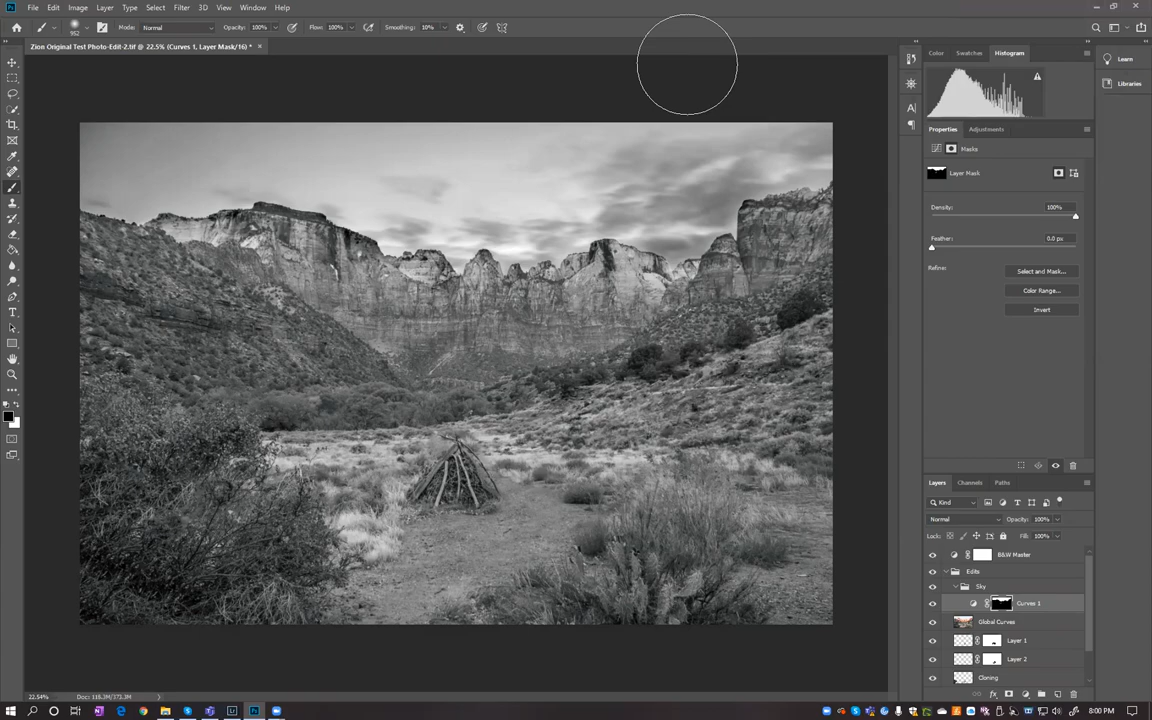 File Edit Image Layer Type Select Filter 3D View Window Help
952 Mode: Normal Opacity: 100% Flow: 100% Smoothing: 10%
Zion Original Test Photo-Edit-2.tif @ 22.5% (Curves 1, Layer Mask/16) * ×
Color Swatches Histogram
Learn
Libraries
Properties Adjustments
Masks
Layer Mask
Density: 100%
Feather: 0.0 px
Refine: Select and Mask...
Color Range...
Invert
Layers Channels Paths
Kind
Normal Opacity: 100%
Lock: Fill: 100%
B&W Master
Edits
Sky
Curves 1
Global Curves
Layer 1
Layer 2
Cloning
22.54% Doc: 118.3M/373.3M
8:00 PM